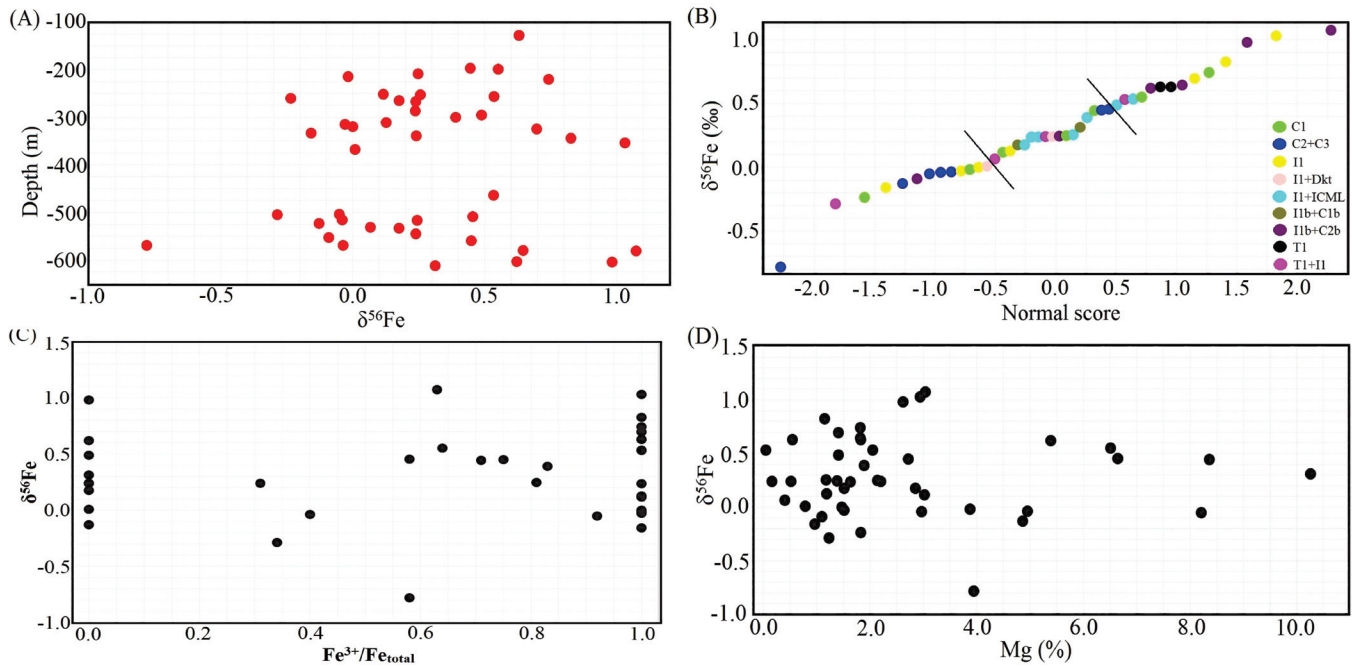 (A)
Depth (m)
-100
-200
-300
-400
-500
-600
-1.0 -0.5 0.0 0.5 1.0
δ⁵⁶Fe
(B)
δ⁵⁶Fe (‰)
1.0
0.5
0.0
-0.5
-2.0 -1.5 -1.0 -0.5 0.0 0.5 1.0 1.5 2.0
Normal score
C1
C2+C3
I1
I1+Dkt
I1+ICML
I1b+C1b
I1b+C2b
T1
T1+I1
(C)
δ⁵⁶Fe
1.5
1.0
0.5
0.0
-0.5
-1.0
0.0 0.2 0.4 0.6 0.8 1.0
Fe³⁺/Fetotal
(D)
δ⁵⁶Fe
1.5
1.0
0.5
0.0
-0.5
-1.0
0.0 2.0 4.0 6.0 8.0 10.0
Mg (%)